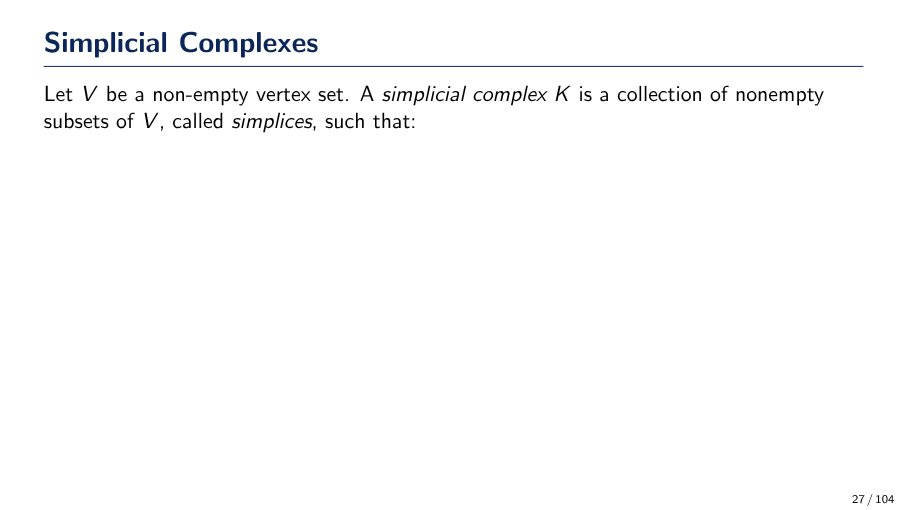 Simplicial Complexes
Let V be a non-empty vertex set. A simplicial complex K is a collection of nonempty
subsets of V, called simplices, such that:
27 / 104